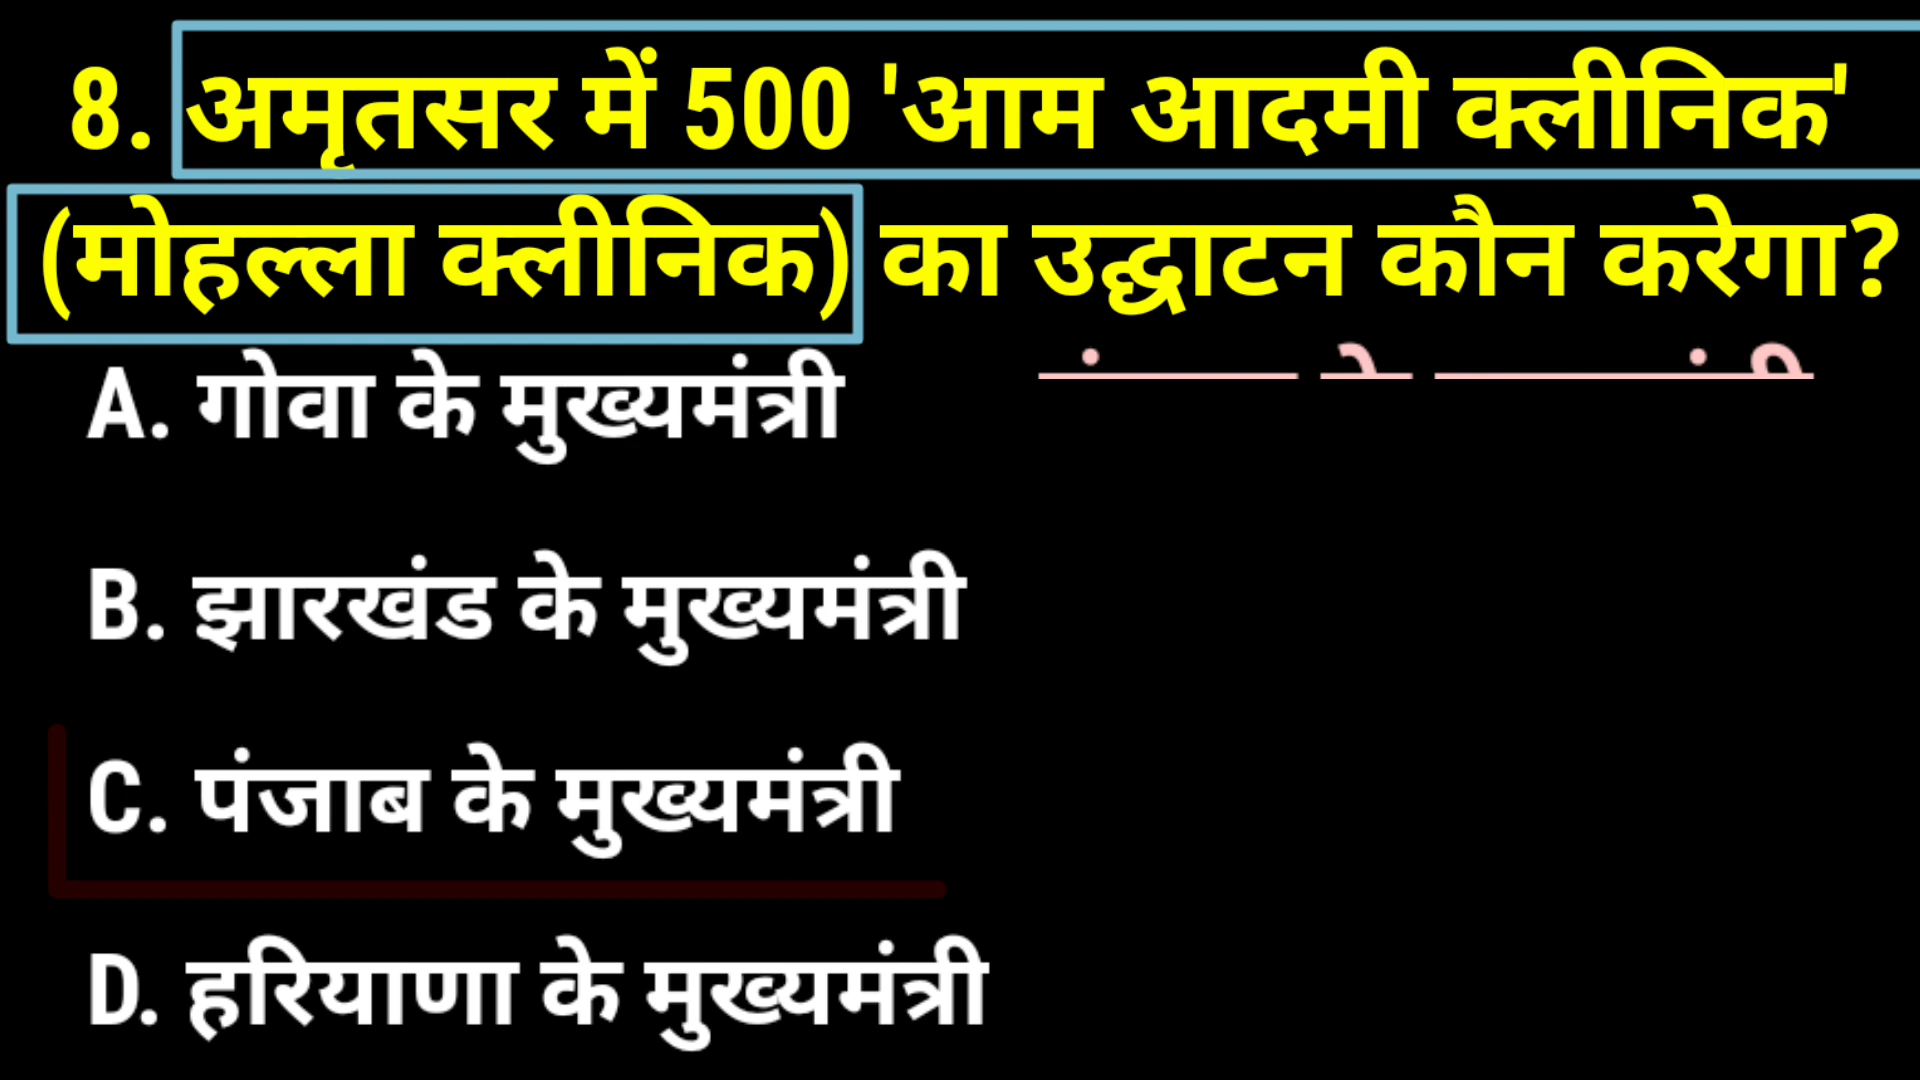 8. अमृतसर में 500 'आम आदमी क्लीनिक'
(मोहल्ला क्लीनिक) का उद्घाटन कौन करेगा?
A. गोवा के मुख्यमंत्री
B. झारखंड के मुख्यमंत्री
C. पंजाब के मुख्यमंत्री
D. हरियाणा के मुख्यमंत्री